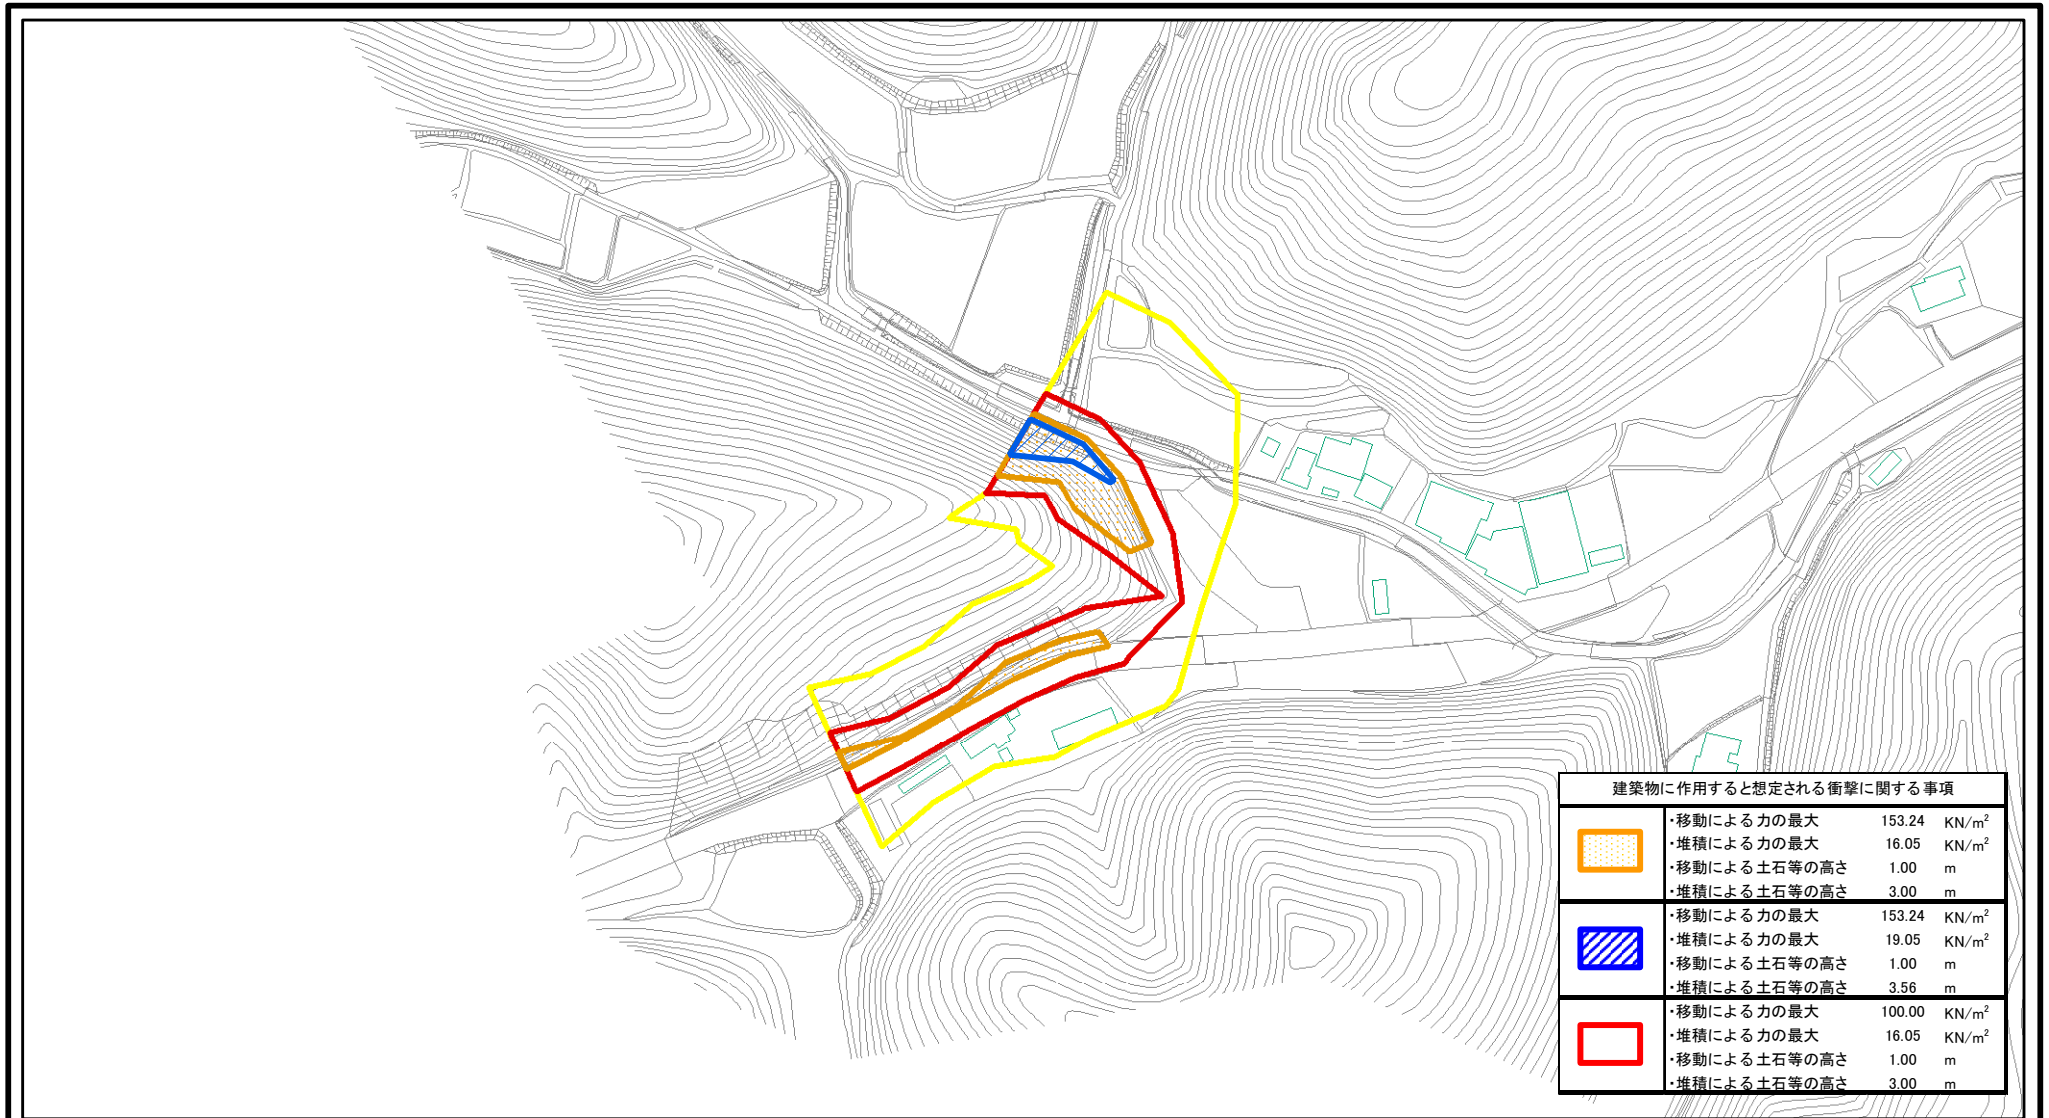 建築物に作用すると想定される衝撃に関する事項
・移動による力の最大 153.24 KN/m²
・堆積による力の最大 16.05 KN/m²
・移動による土石等の高さ 1.00 m
・堆積による土石等の高さ 3.00 m
・移動による力の最大 153.24 KN/m²
・堆積による力の最大 19.05 KN/m²
・移動による土石等の高さ 1.00 m
・堆積による土石等の高さ 3.56 m
・移動による力の最大 100.00 KN/m²
・堆積による力の最大 16.05 KN/m²
・移動による土石等の高さ 1.00 m
・堆積による土石等の高さ 3.00 m